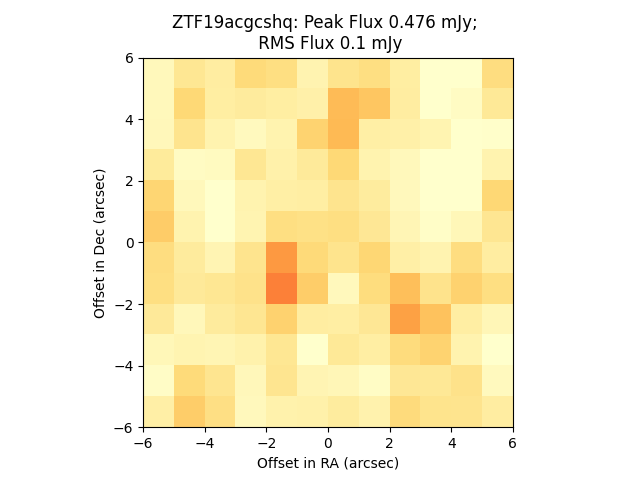 ZTF19acgcshq: Peak Flux 0.476 mJy;
RMS Flux 0.1 mJy
6
4
2
0
−2
−4
−6
Offset in Dec (arcsec)
−6 −4 −2 0 2 4 6
Offset in RA (arcsec)